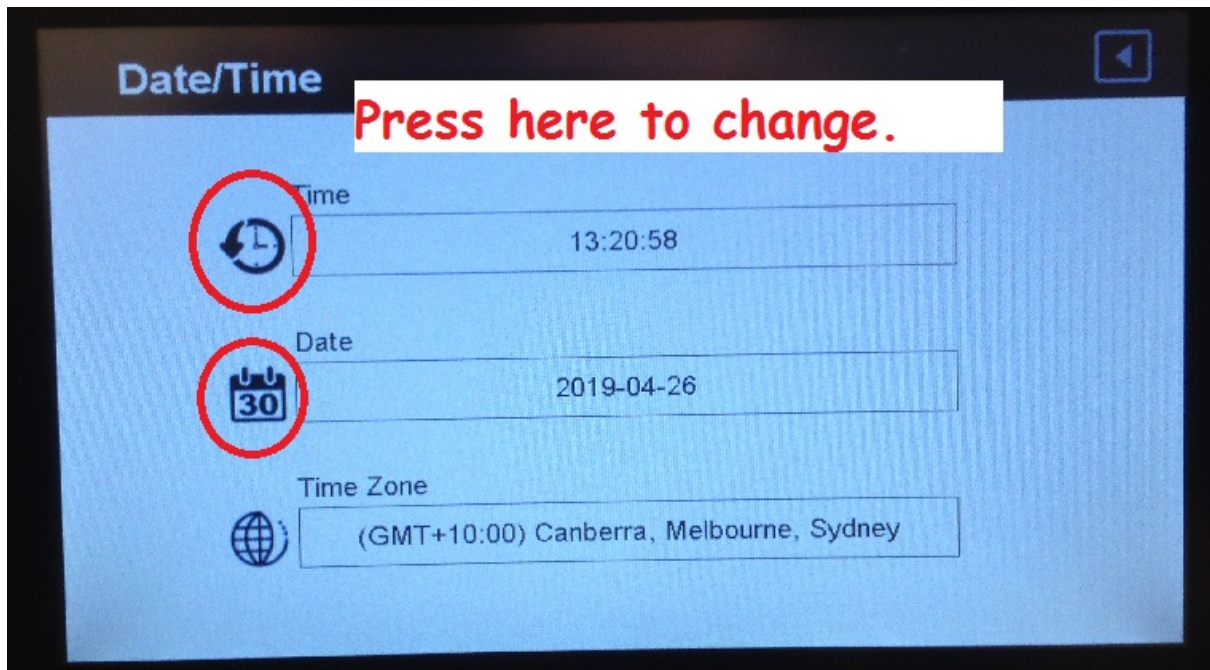 Date/Time
Press here to change.
Time
13:20:58
Date
30
2019-04-26
Time Zone
(GMT+10:00) Canberra, Melbourne, Sydney